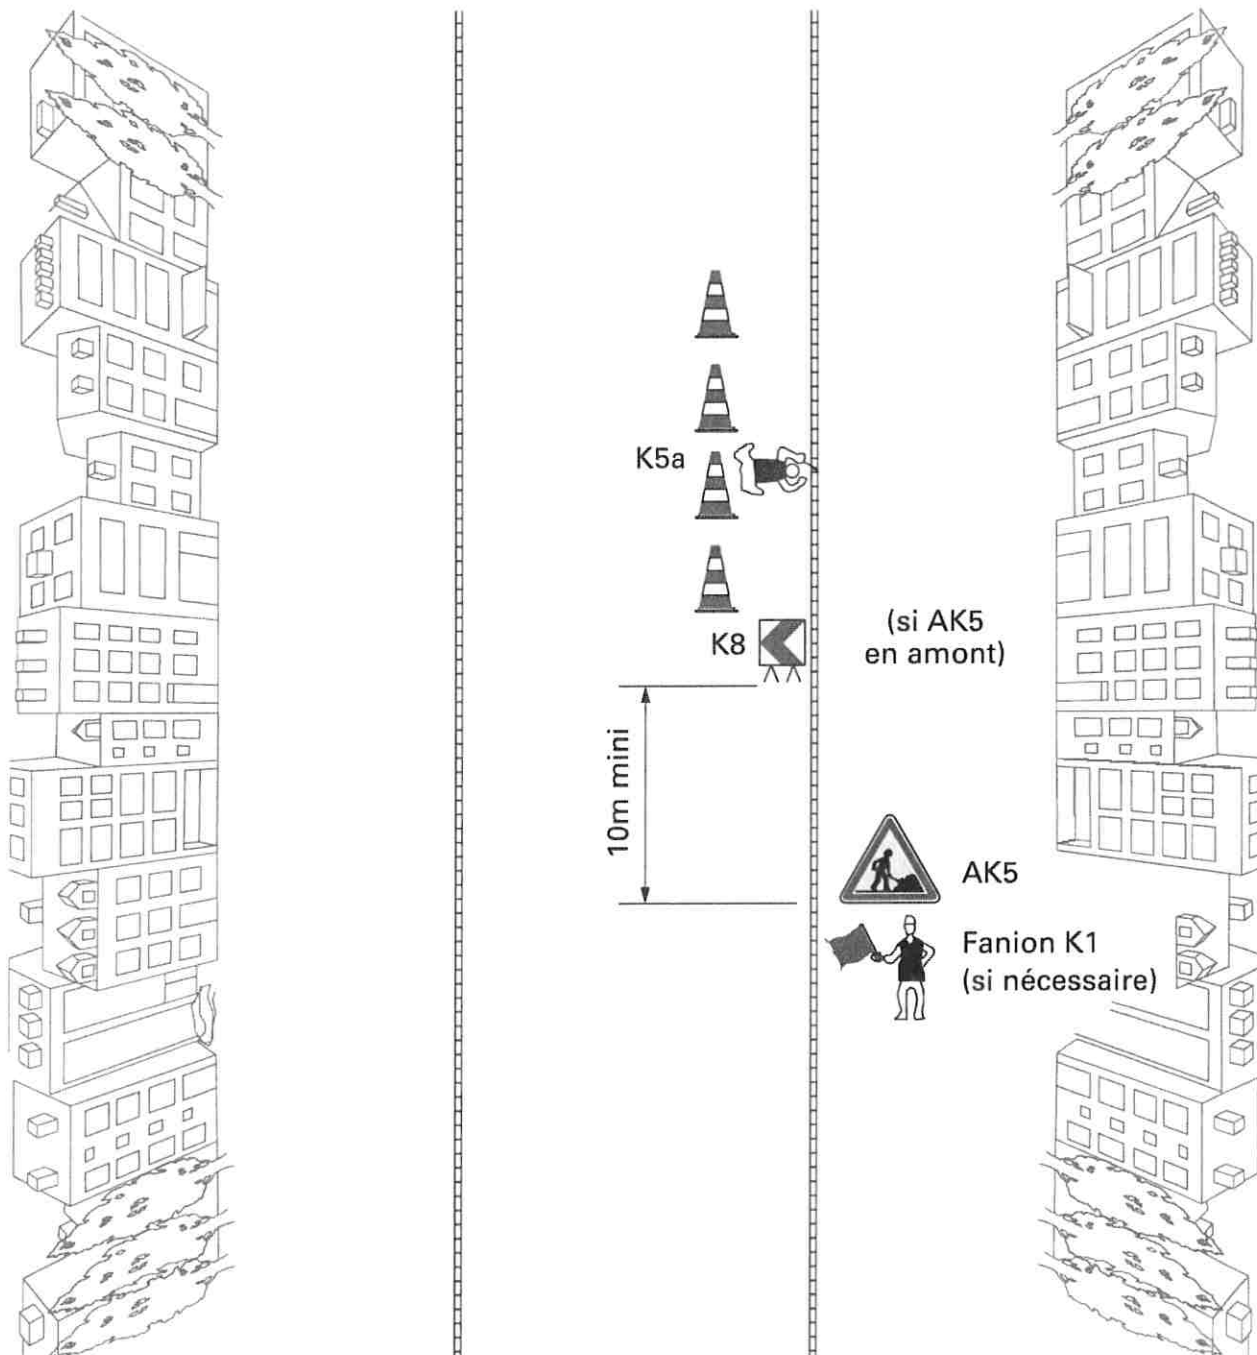 K5a
K8
(si AK5
en amont)
10m mini
AK5
Fanion K1
(si nécessaire)